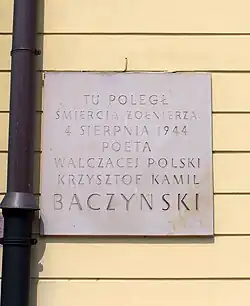 TU POLEGŁ
ŚMIERCIĄ ŻOŁNIERZA
4 SIERPNIA 1944
POETA
WALCZĄCEJ POLSKI
KRZYSZTOF KAMIL
BACZYŃSKI